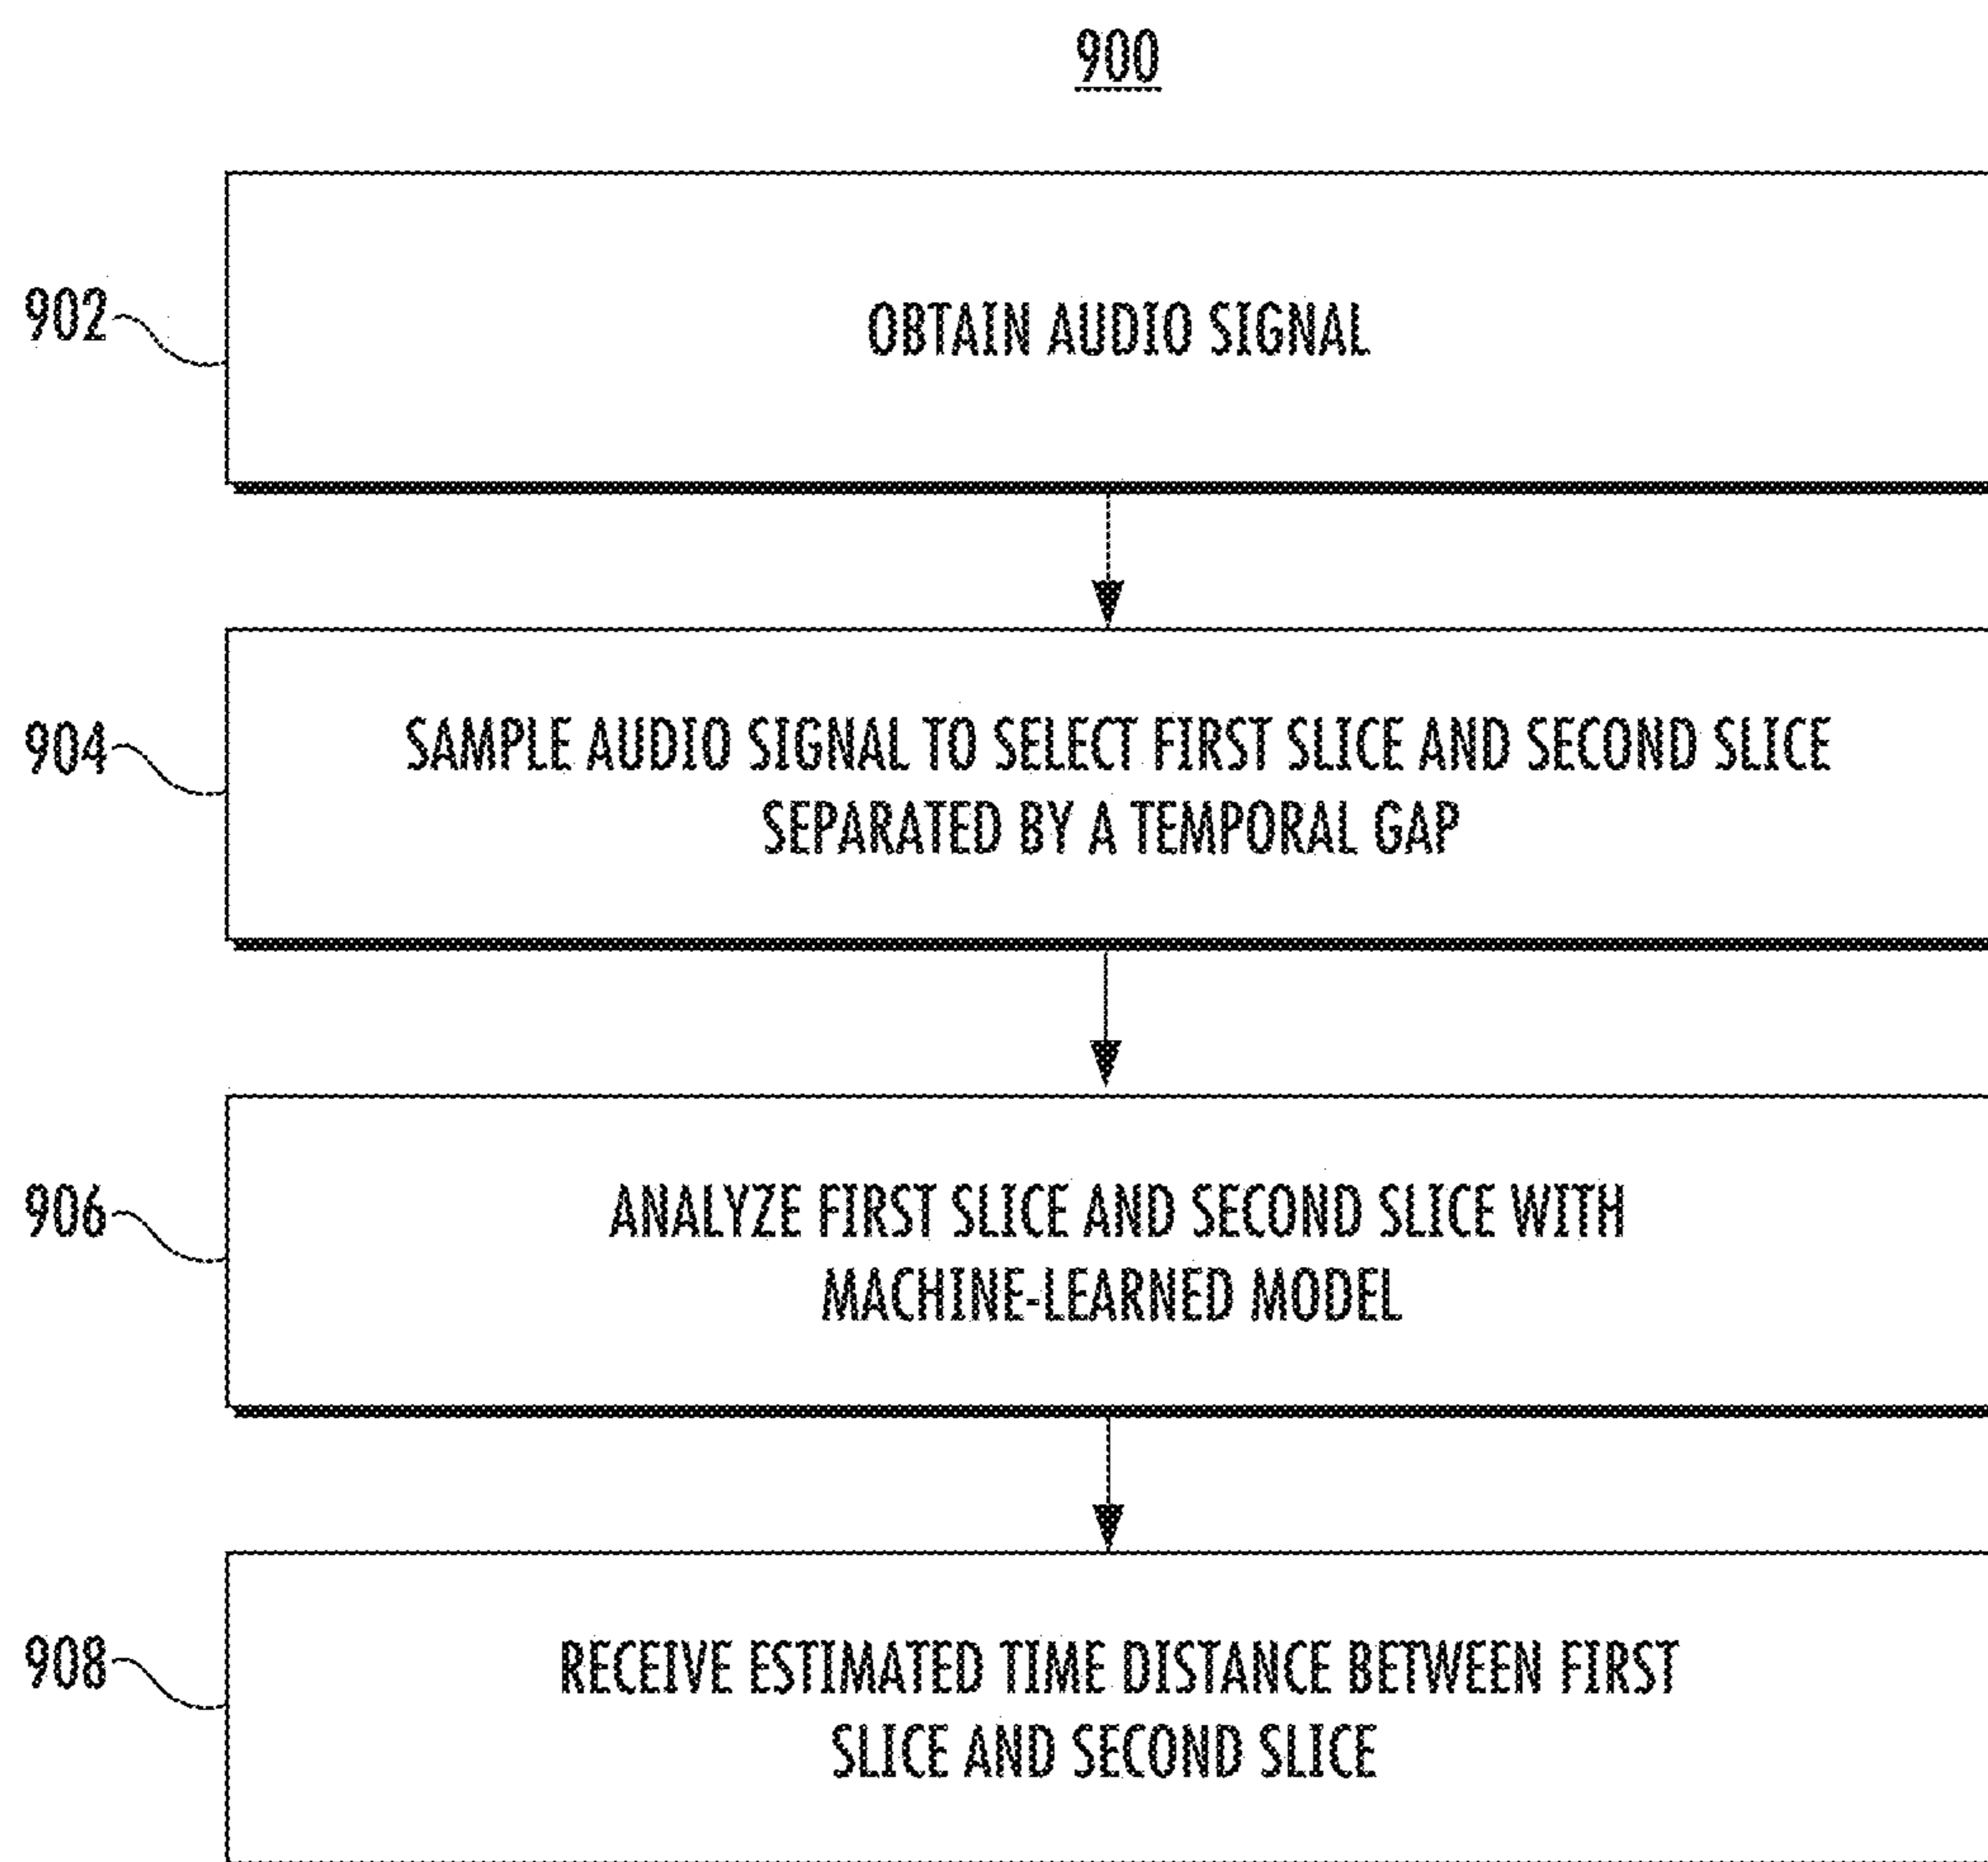 900
902
OBTAIN AUDIO SIGNAL
904
SAMPLE AUDIO SIGNAL TO SELECT FIRST SLICE AND SECOND SLICE
SEPARATED BY A TEMPORAL GAP
906
ANALYZE FIRST SLICE AND SECOND SLICE WITH
MACHINE-LEARNED MODEL
908
RECEIVE ESTIMATED TIME DISTANCE BETWEEN FIRST
SLICE AND SECOND SLICE